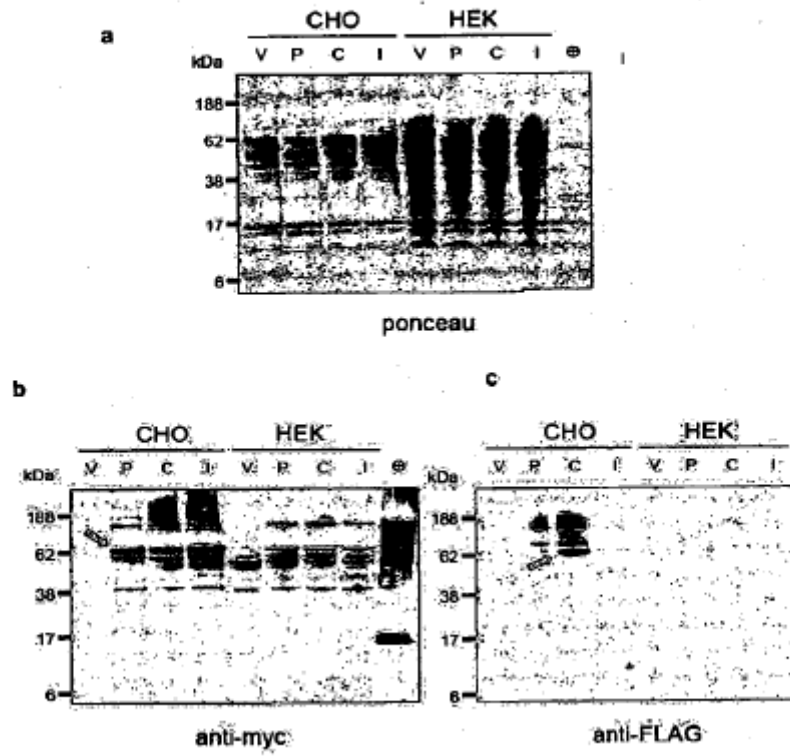 a
CHO HEK
kDa V P C I V P C I ⊕
188
62
38
17
6
ponceau
b
CHO HEK
kDa V P C I V P C I ⊕
188
62
38
17
6
anti-myc
c
CHO HEK
kDa V P C I V P C I
188
62
38
17
6
anti-FLAG